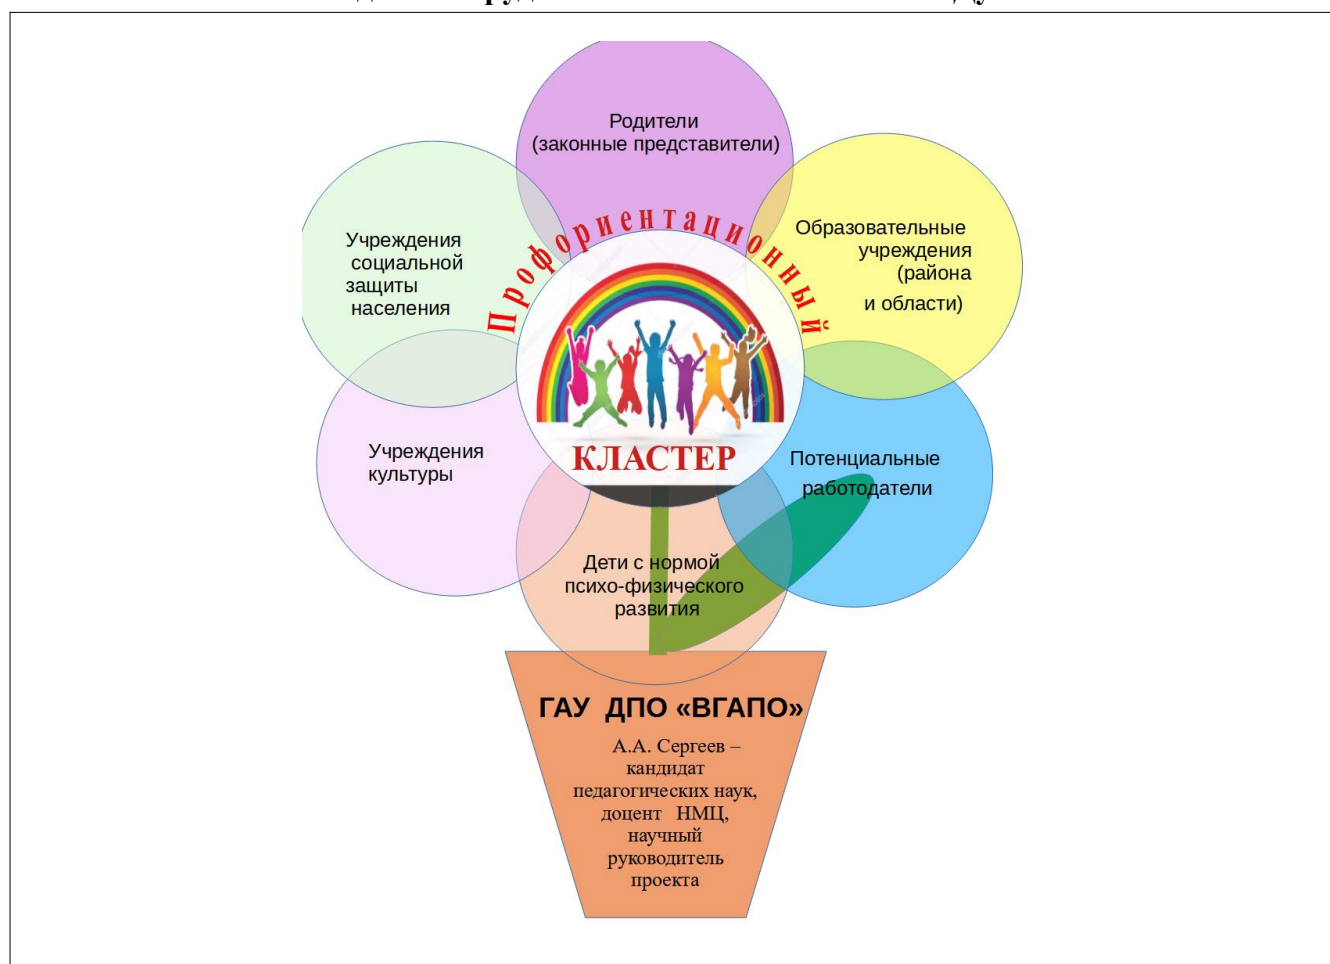 Родители
(законные представители)
Учреждения
социальной
защиты
населения
Образовательные
учреждения
(района
и области)
Профориентационный
КЛАСТЕР
Учреждения
культуры
Потенциальные
работодатели
Дети с нормой
психо-физического
развития
ГАУ ДПО «ВГАПО»
А.А. Сергеев –
кандидат
педагогических наук,
доцент НМЦ,
научный
руководитель
проекта